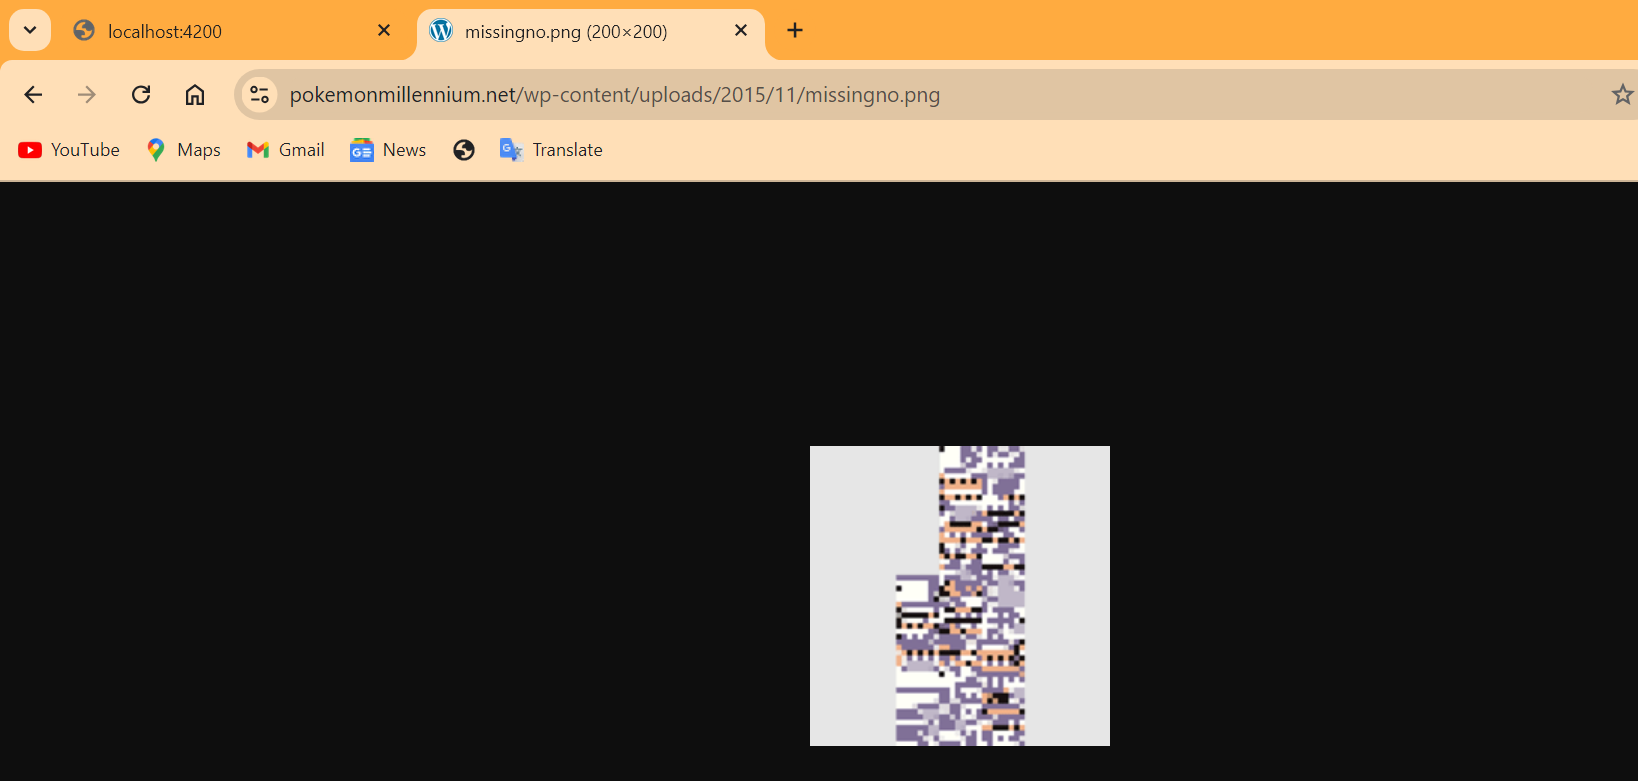 localhost:4200
missingno.png (200×200)
pokemonmillennium.net/wp-content/uploads/2015/11/missingno.png
YouTube Maps Gmail News Translate